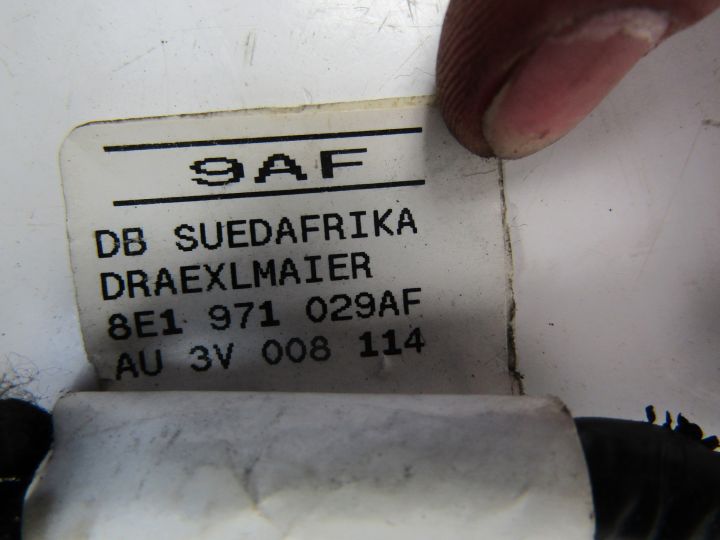 9AF
DB SUEDAFRIKA
DRAEXLMAIER
8E1 971 029AF
AU 3V 008 114